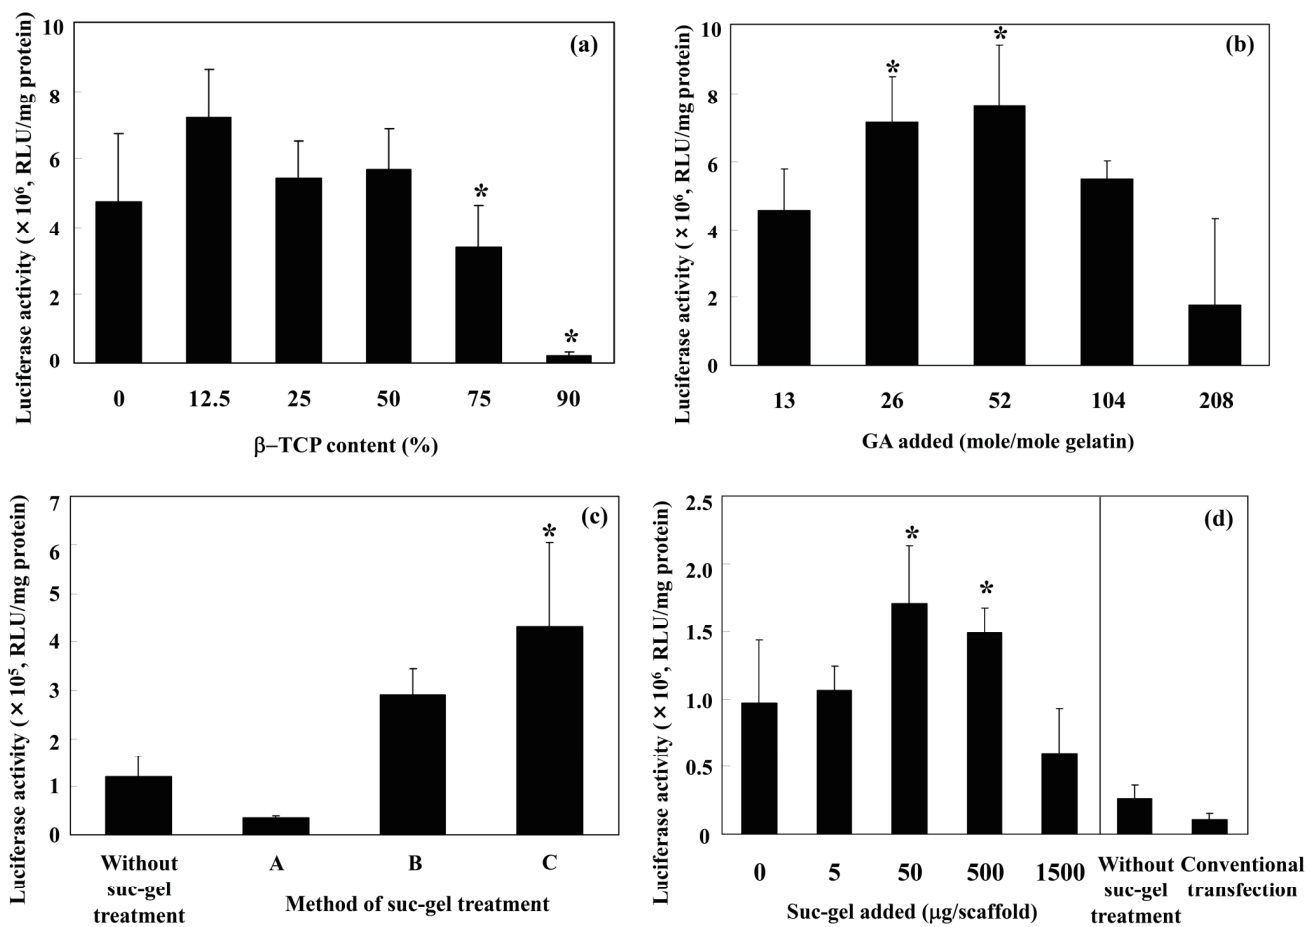 (a)
Luciferase activity (×10⁶, RLU/mg protein)
10
8
6
4
2
0
*
*
0 12.5 25 50 75 90
β–TCP content (%)
(b)
Luciferase activity (×10⁶, RLU/mg protein)
10
8
6
4
2
0
*
*
13 26 52 104 208
GA added (mole/mole gelatin)
(c)
Luciferase activity (×10⁵, RLU/mg protein)
7
6
5
4
3
2
1
0
*
Without
suc-gel
treatment
A B C
Method of suc-gel treatment
(d)
Luciferase activity (×10⁶, RLU/mg protein)
2.5
2.0
1.5
1.0
0.5
0
*
*
0 5 50 500 1500
Suc-gel added (μg/scaffold)
Without
suc-gel
treatment
Conventional
transfection